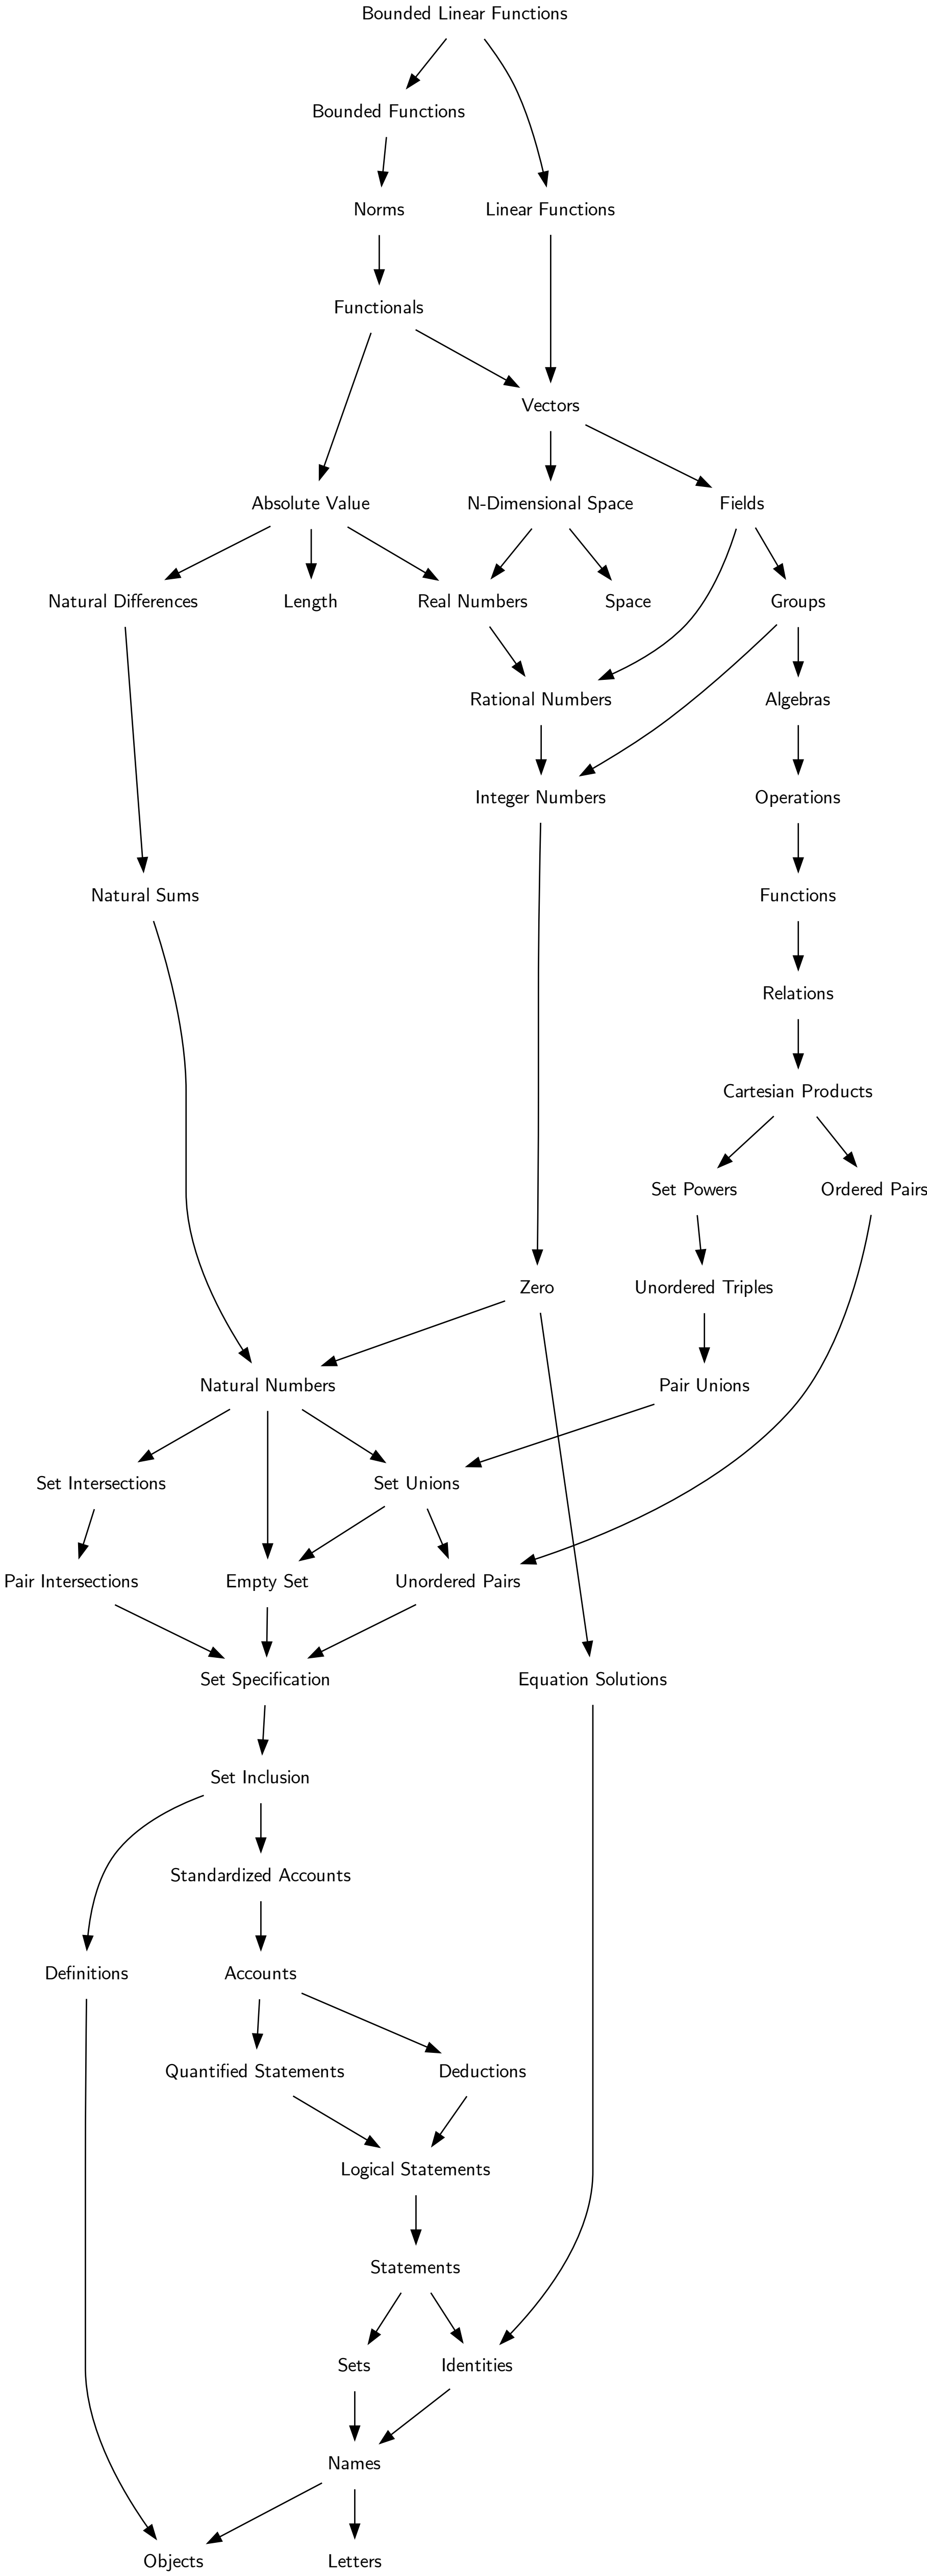 Bounded Linear Functions
Bounded Functions
Norms
Linear Functions
Functionals
Vectors
Absolute Value
N-Dimensional Space
Fields
Natural Differences
Length
Real Numbers
Space
Groups
Rational Numbers
Algebras
Integer Numbers
Operations
Natural Sums
Functions
Relations
Cartesian Products
Set Powers
Ordered Pairs
Zero
Unordered Triples
Natural Numbers
Pair Unions
Set Intersections
Set Unions
Pair Intersections
Empty Set
Unordered Pairs
Set Specification
Equation Solutions
Set Inclusion
Standardized Accounts
Definitions
Accounts
Quantified Statements
Deductions
Logical Statements
Statements
Sets
Identities
Names
Objects
Letters